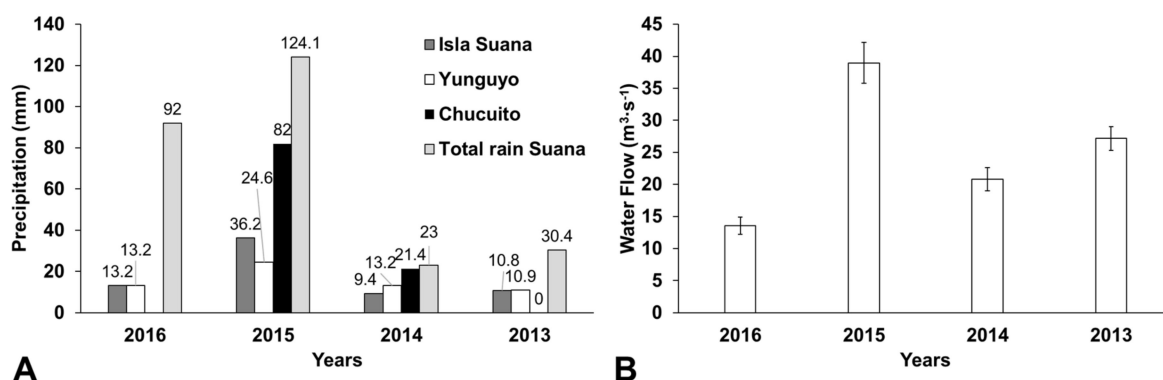 140
120
100
80
60
40
20
0
Precipitation (mm)
Isla Suana
Yunguyo
Chucuito
Total rain Suana
13.2
13.2
92
36.2
24.6
82
124.1
9.4
13.2
21.4
23
10.8
10.9
0
30.4
2016 2015 2014 2013
Years
A
45
40
35
30
25
20
15
10
5
0
Water Flow (m³·s⁻¹)
2016 2015 2014 2013
Years
B